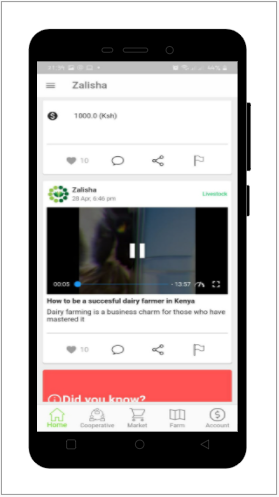 Zalisha
1000.0 (Ksh)
10
Zalisha
28 Apr, 6:46 pm
Livestock
00:05
- 13:57
How to be a succesful dairy farmer in Kenya
Dairy farming is a business charm for those who have
mastered it
10
Did you know?
Home
Cooperative
Market
Farm
Account